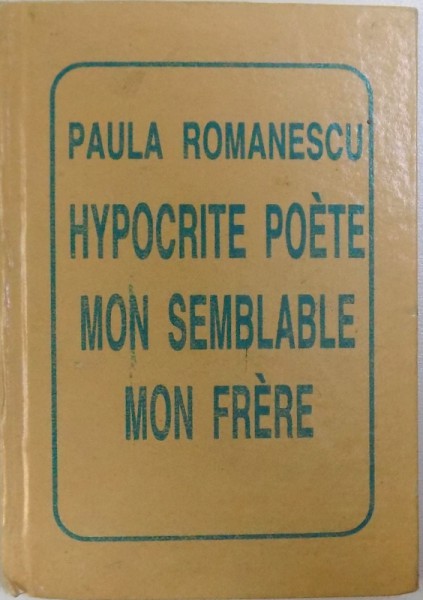 PAULA ROMANESCU
HYPOCRITE POÈTE
MON SEMBLABLE
MON FRÈRE